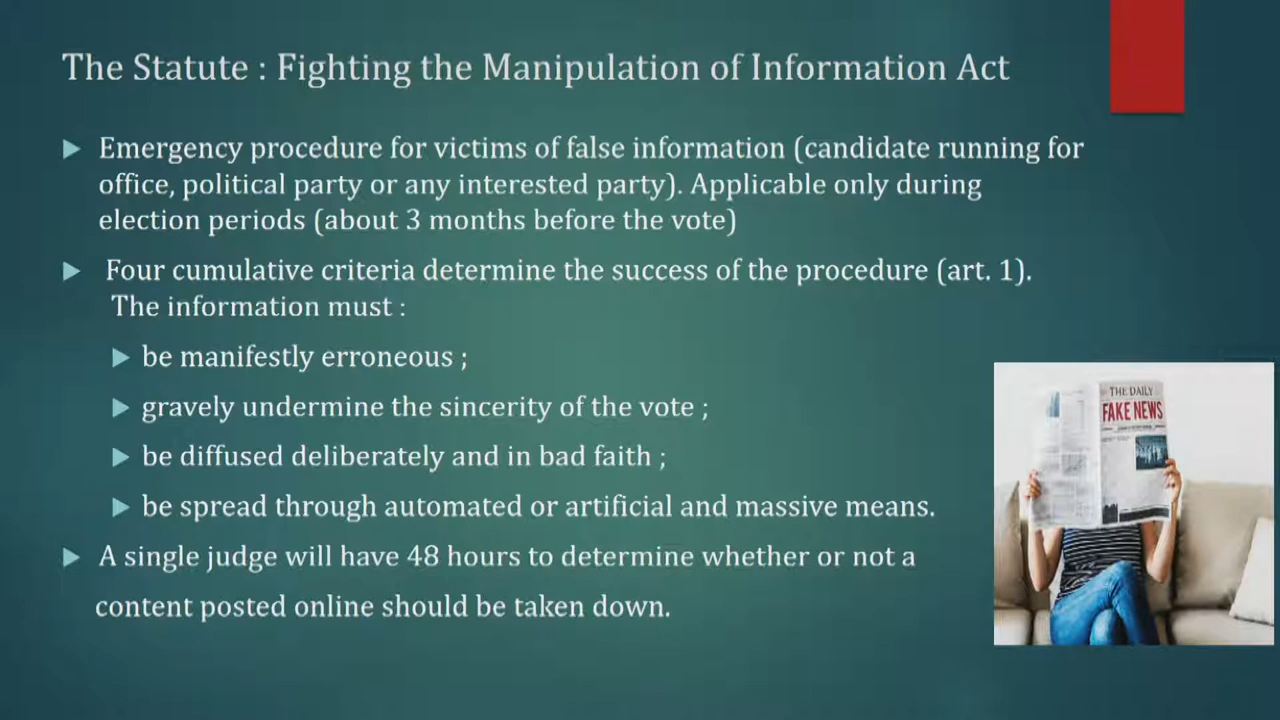 The Statute : Fighting the Manipulation of Information Act
Emergency procedure for victims of false information (candidate running for
office, political party or any interested party). Applicable only during
election periods (about 3 months before the vote)
Four cumulative criteria determine the success of the procedure (art. 1).
The information must :
be manifestly erroneous ;
gravely undermine the sincerity of the vote ;
be diffused deliberately and in bad faith ;
be spread through automated or artificial and massive means.
A single judge will have 48 hours to determine whether or not a
content posted online should be taken down.
THE DAILY
FAKE NEWS